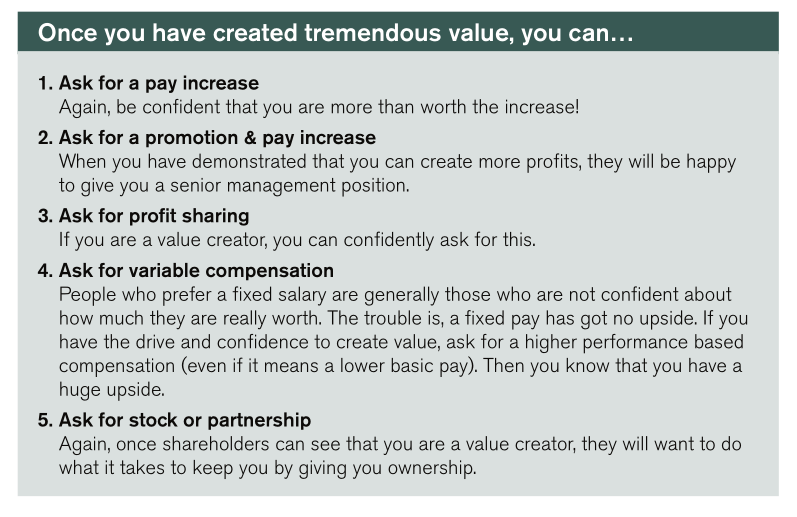 Once you have created tremendous value, you can...
1. Ask for a pay increase
Again, be confident that you are more than worth the increase!
2. Ask for a promotion & pay increase
When you have demonstrated that you can create more profits, they will be happy
to give you a senior management position.
3. Ask for profit sharing
If you are a value creator, you can confidently ask for this.
4. Ask for variable compensation
People who prefer a fixed salary are generally those who are not confident about
how much they are really worth. The trouble is, a fixed pay has got no upside. If you
have the drive and confidence to create value, ask for a higher performance based
compensation (even if it means a lower basic pay). Then you know that you have a
huge upside.
5. Ask for stock or partnership
Again, once shareholders can see that you are a value creator, they will want to do
what it takes to keep you by giving you ownership.